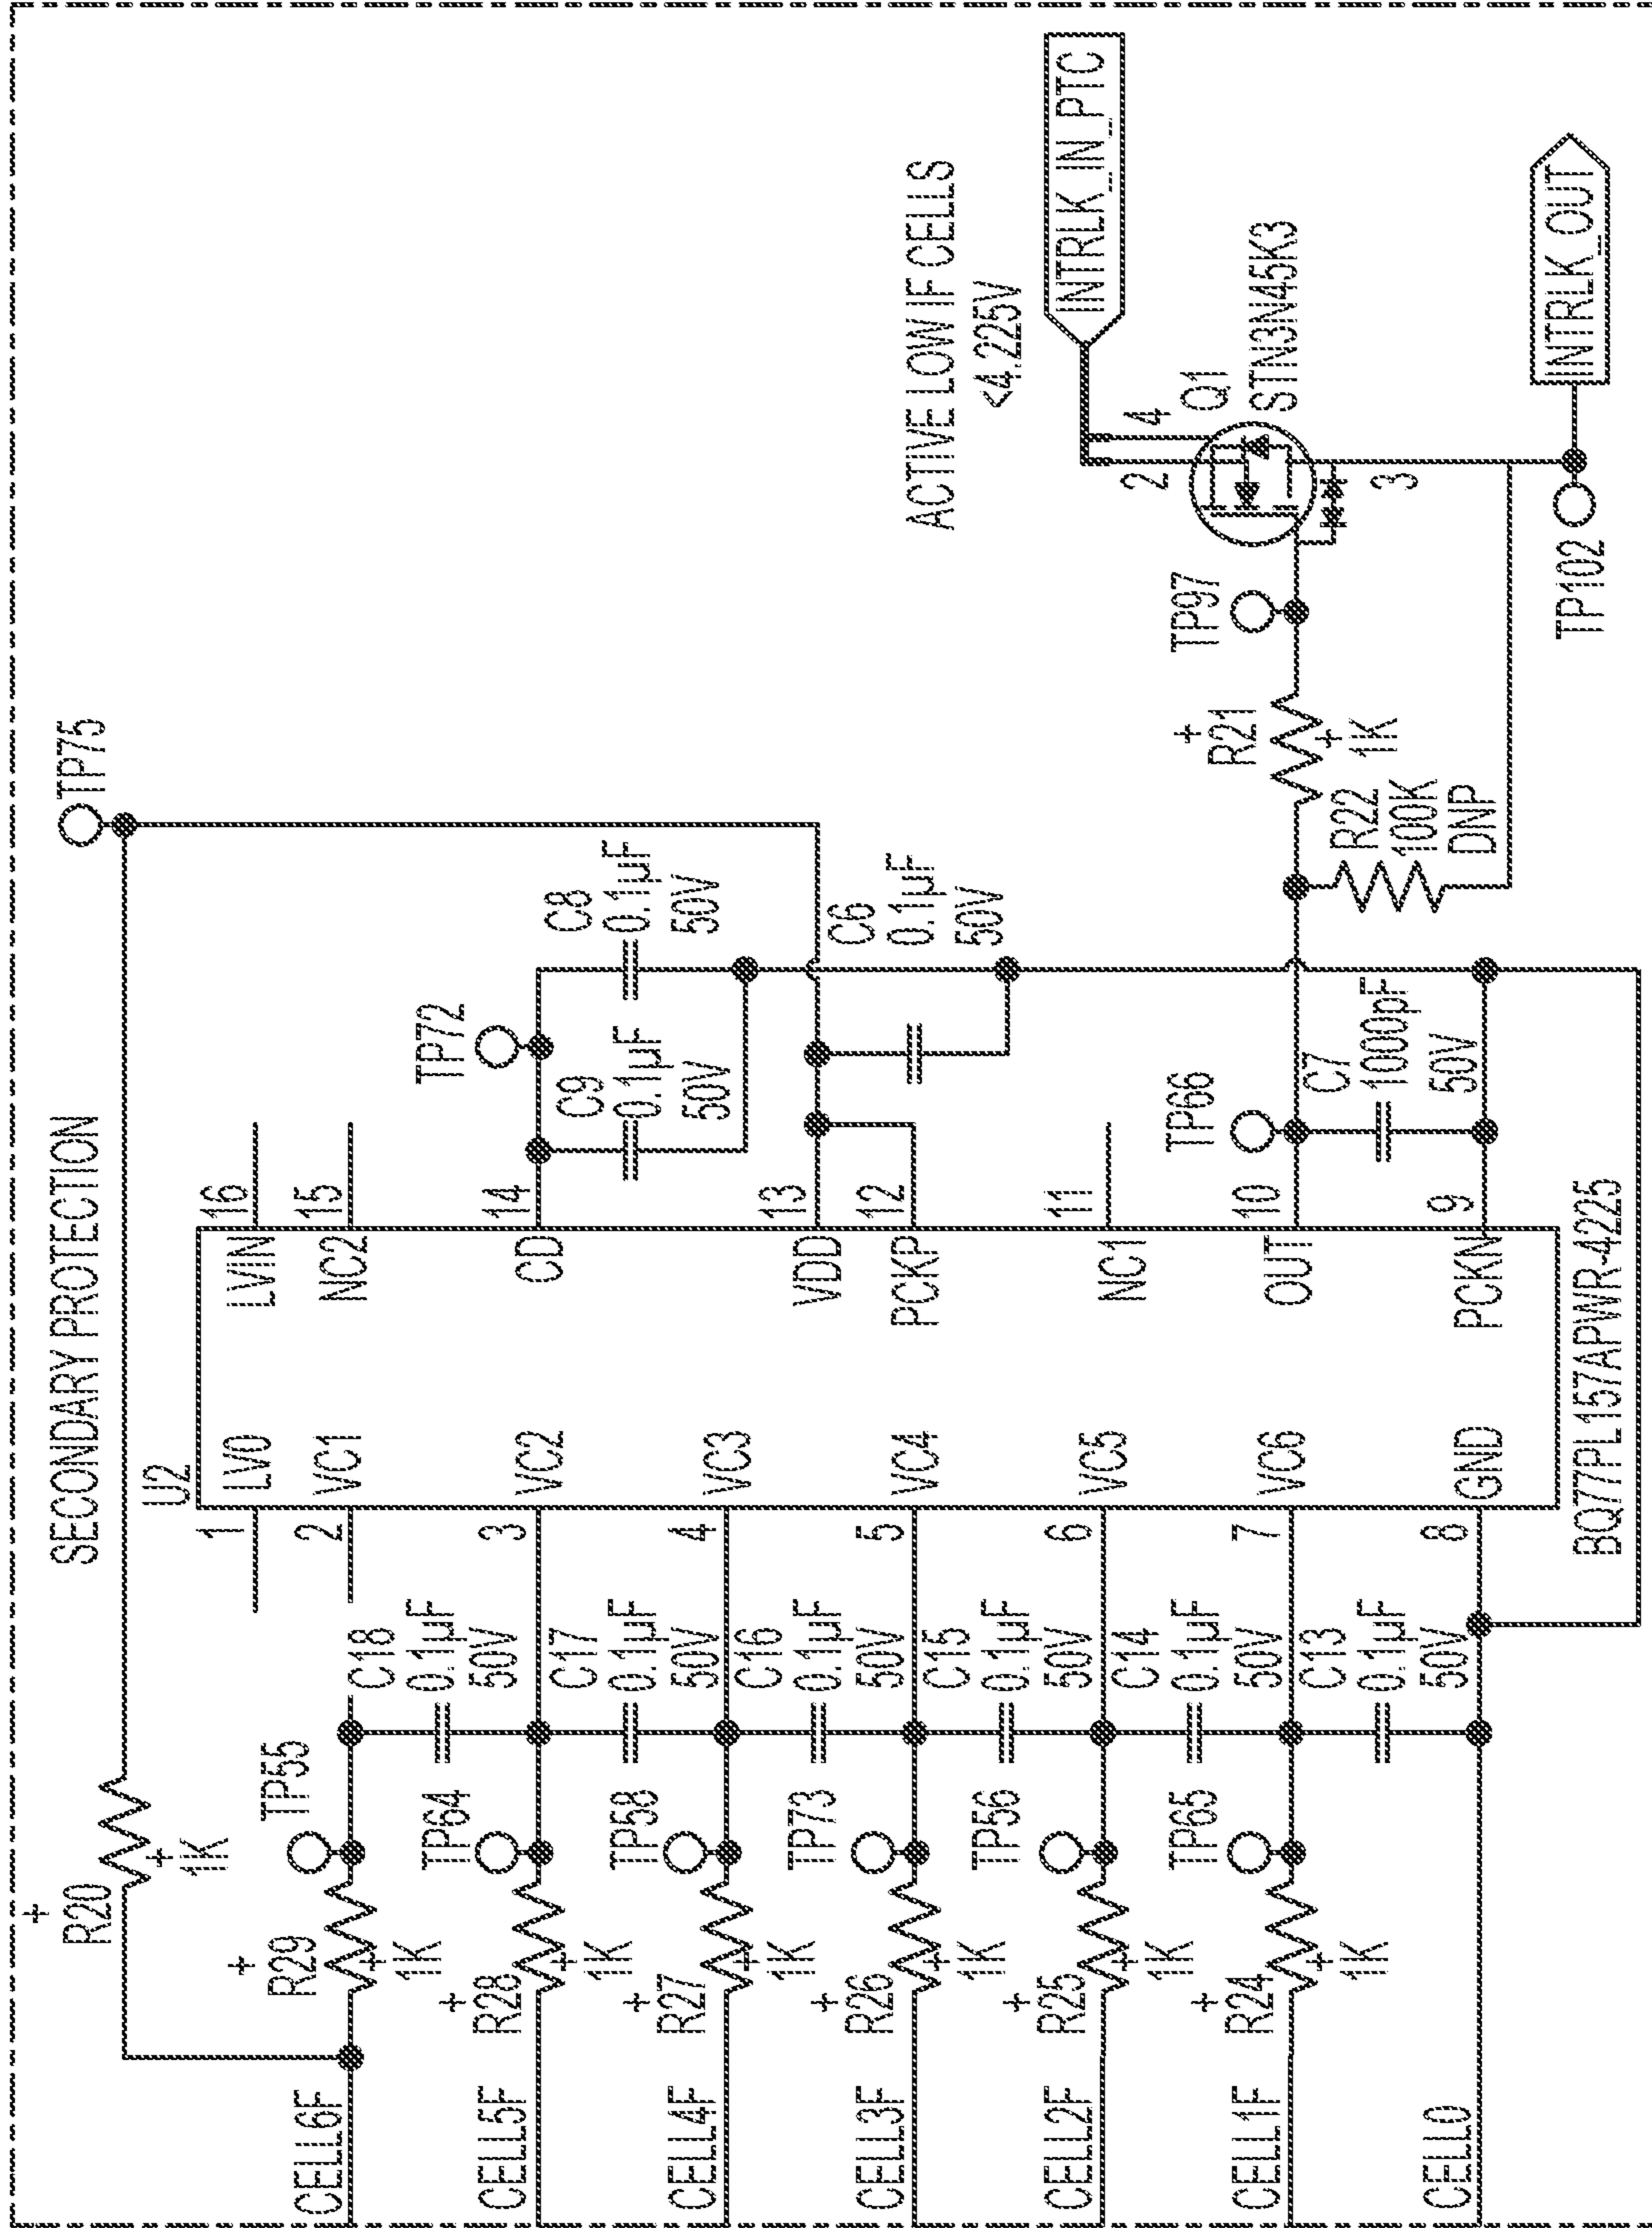 SECONDARY PROTECTION
TP75
+
R20
+
1K
U2
CELL6F
+
R29
+
1K
TP55
C18
0.1µF
50V
1
LV0
LVIN
16
2
VC1
NC2
15
CELL5F
+
R28
+
1K
TP64
C17
0.1µF
50V
3
VC2
CD
14
TP72
C9
0.1µF
50V
C8
0.1µF
50V
CELL4F
+
R27
+
1K
TP58
C16
0.1µF
50V
4
VC3
VDD
13
C6
0.1µF
50V
CELL3F
+
R26
+
1K
TP73
C15
0.1µF
50V
5
VC4
PCKP
12
CELL2F
+
R25
+
1K
TP56
C14
0.1µF
50V
6
VC5
NC1
11
CELL1F
+
R24
+
1K
TP65
C13
0.1µF
50V
7
VC6
OUT
10
TP66
C7
1000pF
50V
CELL0
8
GND
PCKN
9
BQ77PL157APWR-4225
+
R21
+
1K
R22
100K
DNP
TP97
ACTIVE LOW IF CELLS
<4.225V
INTRLK_IN_PTC
2
4
Q1
STN3N45K3
3
TP102
INTRLK_OUT